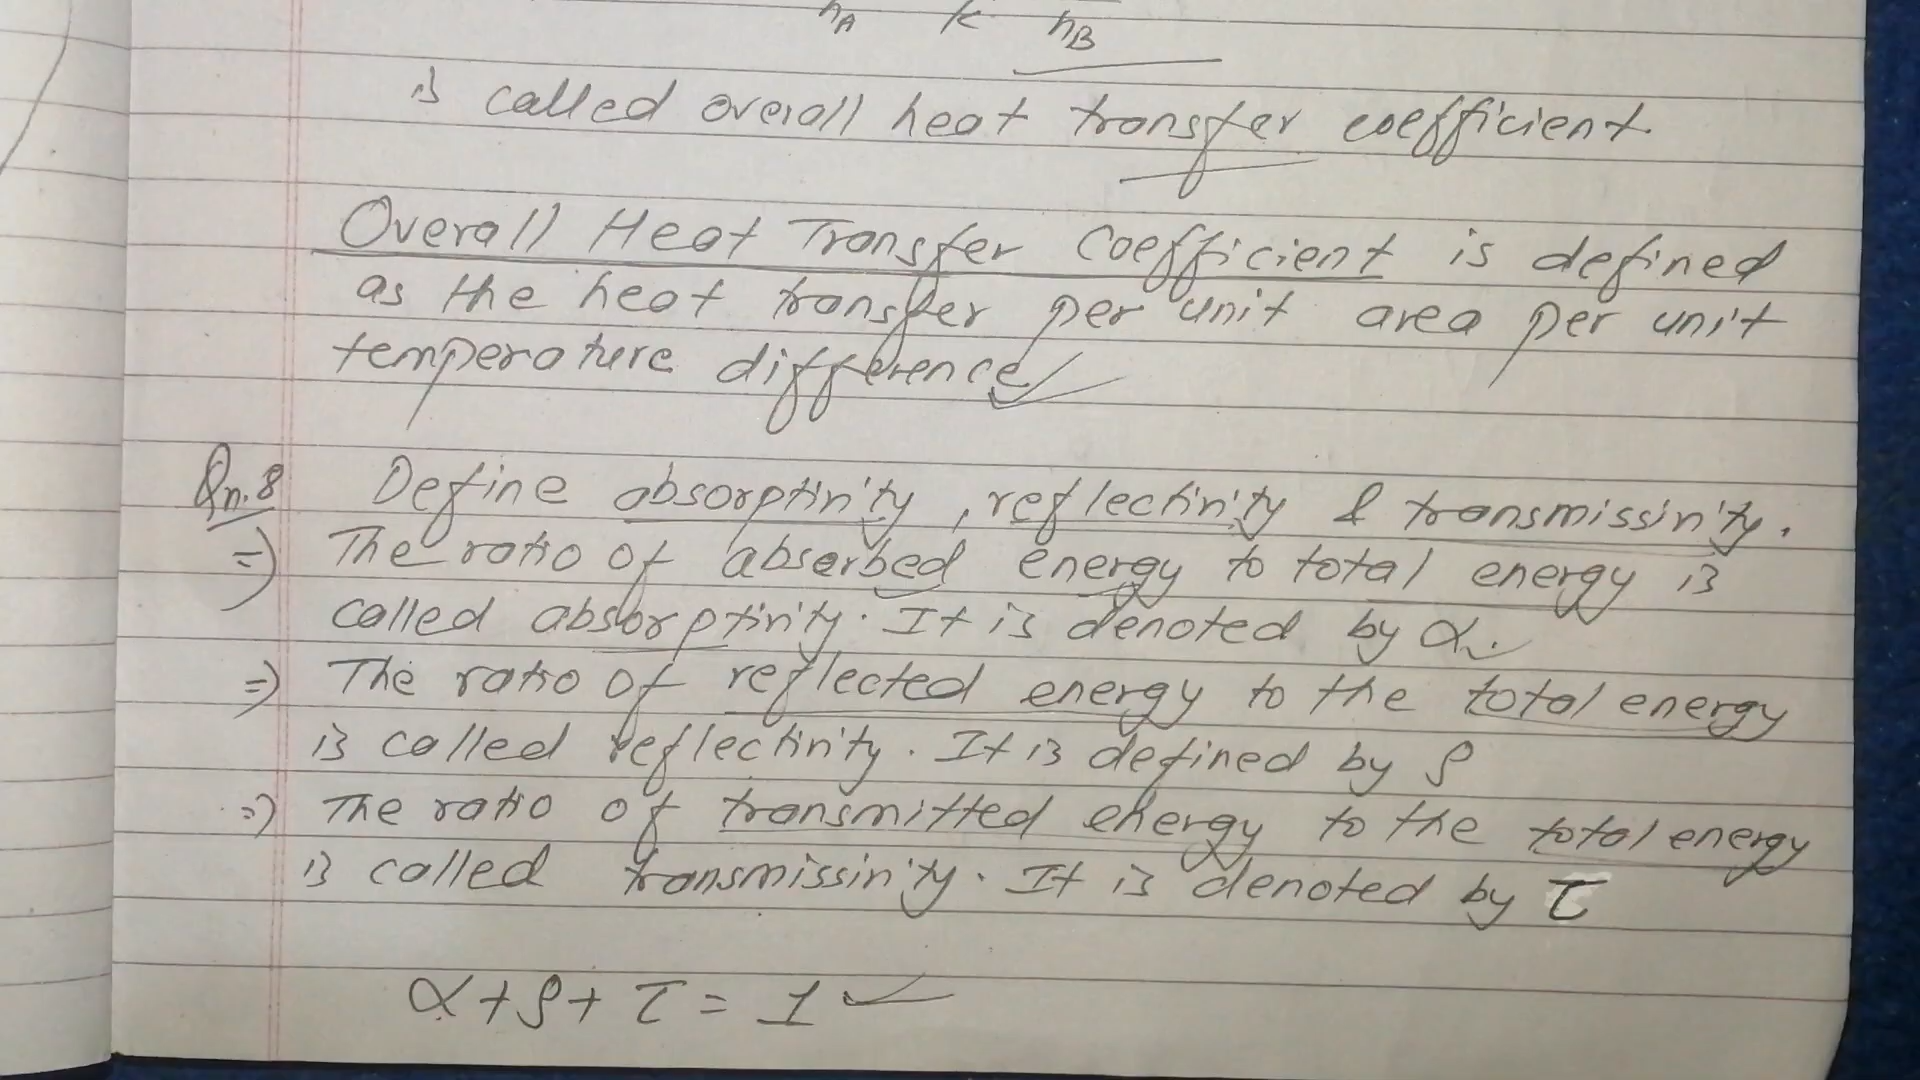 hA k hB
is called overall heat transfer coefficient
Overall Heat Transfer Coefficient is defined
as the heat transfer per unit area per unit
temperature difference
Qn.8 Define absorptivity, reflectivity & transmissivity.
=) The ratio of absorbed energy to total energy is
called absorptivity. It is denoted by α.
=) The ratio of reflected energy to the total energy
is called reflectivity. It is defined by ρ
=) The ratio of transmitted energy to the total energy
is called transmissivity. It is denoted by τ
α+ρ+τ=1